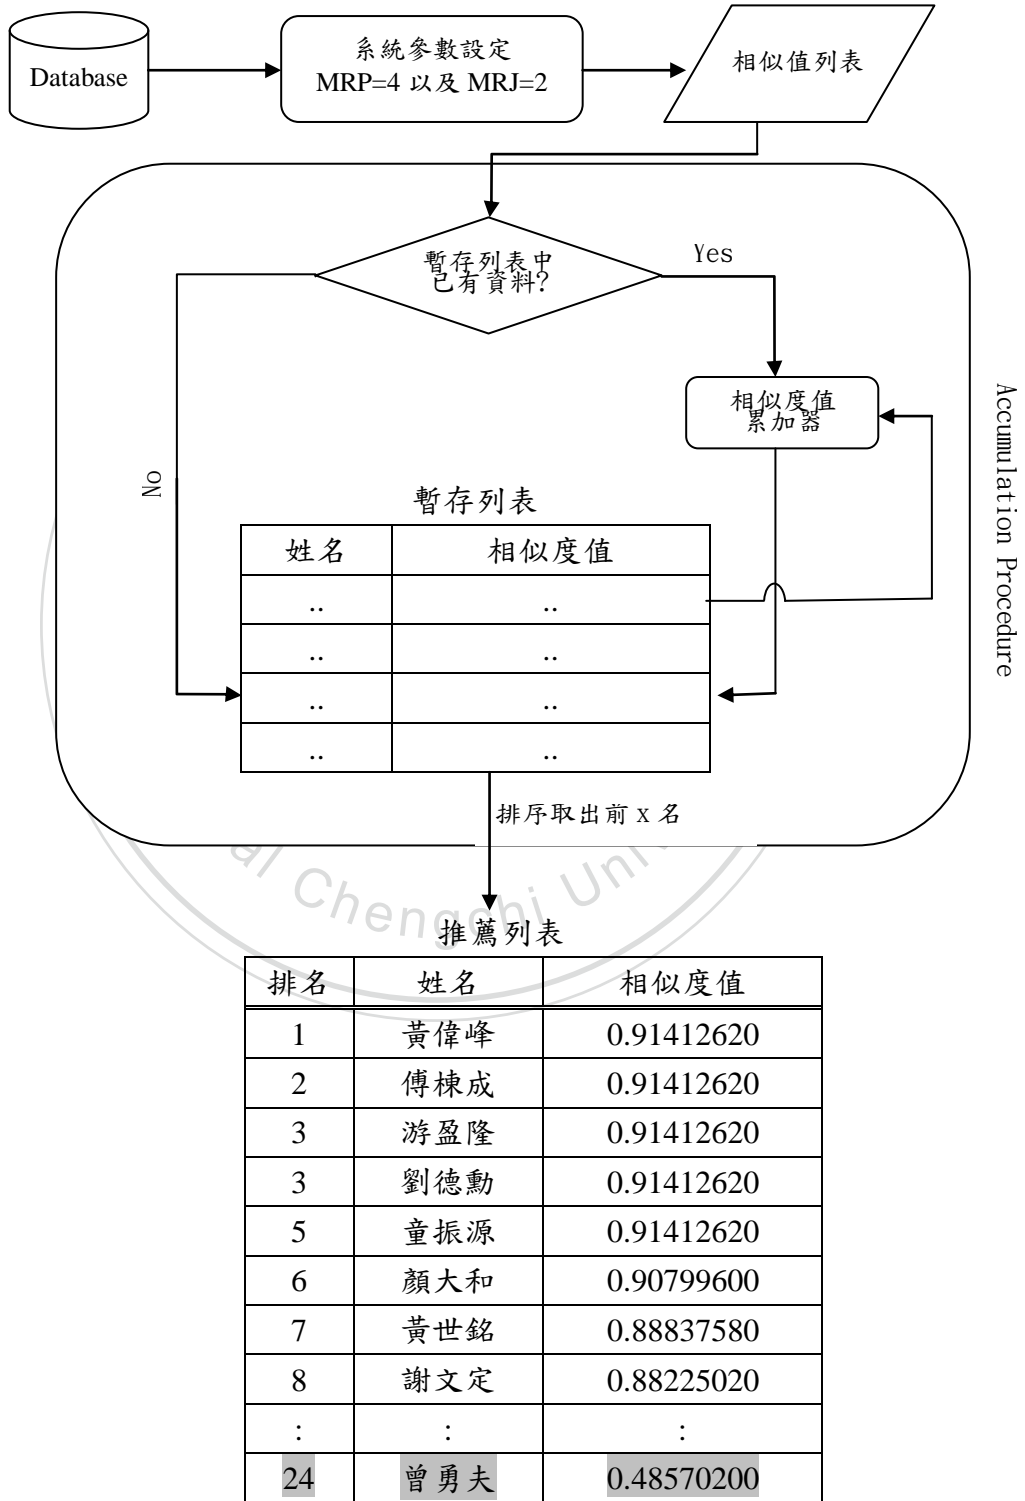 Database
系統參數設定
MRP=4 以及 MRJ=2
相似值列表
暫存列表中
已有資料?
Yes
No
相似度值
累加器
Accumulation Procedure
暫存列表
姓名 相似度值
.. ..
.. ..
.. ..
.. ..
排序取出前 x 名
al Chengchi Univ
推薦列表
排名 姓名 相似度值
1 黃偉峰 0.91412620
2 傅棟成 0.91412620
3 游盈隆 0.91412620
3 劉德勳 0.91412620
5 童振源 0.91412620
6 顏大和 0.90799600
7 黃世銘 0.88837580
8 謝文定 0.88225020
: : :
24 曾勇夫 0.48570200